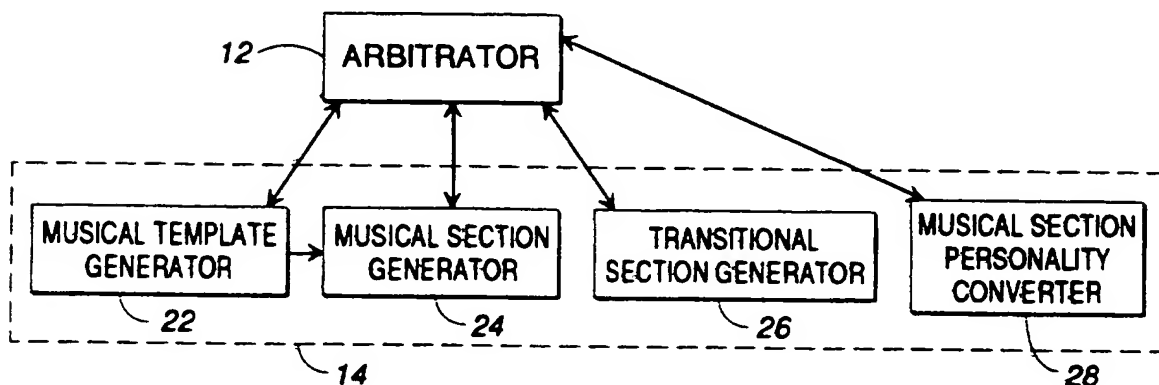 12
ARBITRATOR
MUSICAL TEMPLATE
GENERATOR
MUSICAL SECTION
GENERATOR
TRANSITIONAL
SECTION GENERATOR
MUSICAL SECTION
PERSONALITY
CONVERTER
22
24
26
28
14